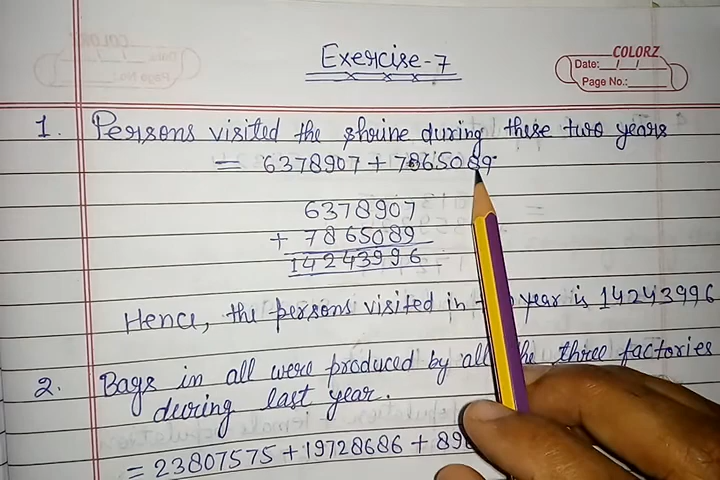 Exercise-7
COLORZ
Date:
Page No.:
1. Persons visited the shrine during these two years
= 6378907 + 7865089
6378907
+ 7865089
14243996
Hence, the persons visited in year is 14243996
2. Bags in all were produced by all the three factories
during last year.
= 23807575 + 19728686 + 89